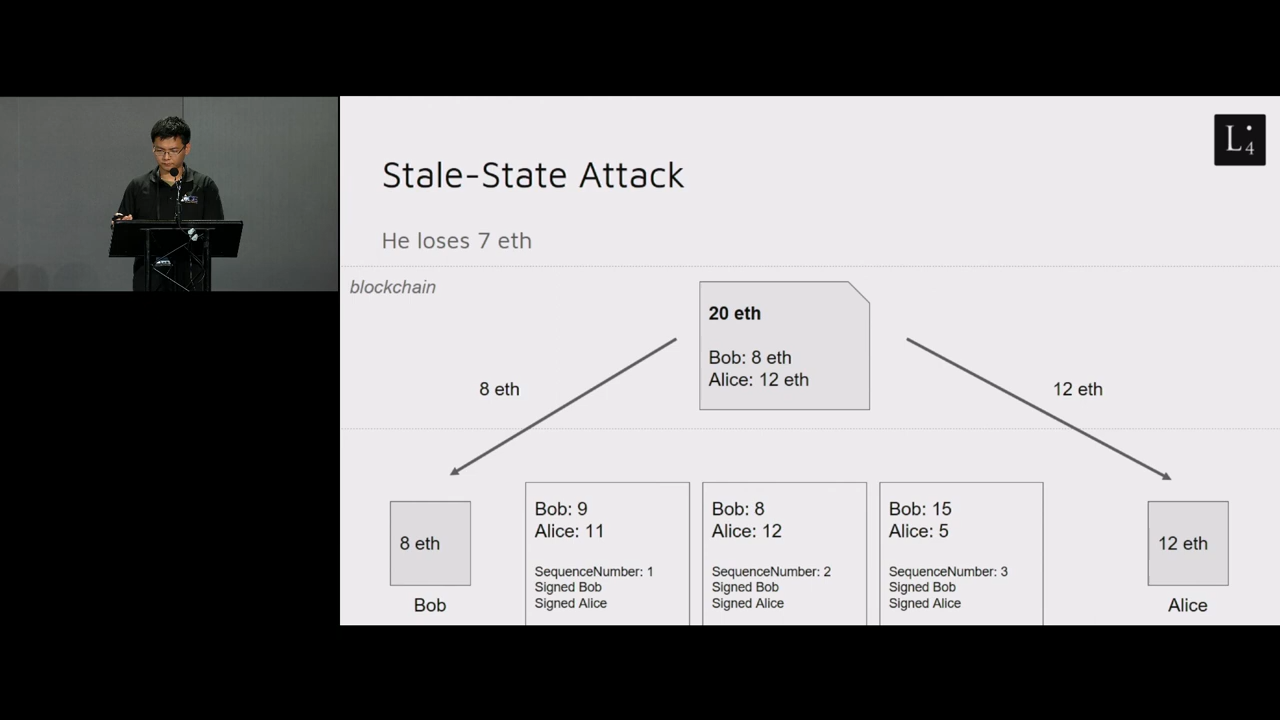 L4
Stale-State Attack
He loses 7 eth
blockchain
20 eth
Bob: 8 eth
Alice: 12 eth
8 eth
12 eth
8 eth
Bob
Bob: 9
Alice: 11
SequenceNumber: 1
Signed Bob
Signed Alice
Bob: 8
Alice: 12
SequenceNumber: 2
Signed Bob
Signed Alice
Bob: 15
Alice: 5
SequenceNumber: 3
Signed Bob
Signed Alice
12 eth
Alice